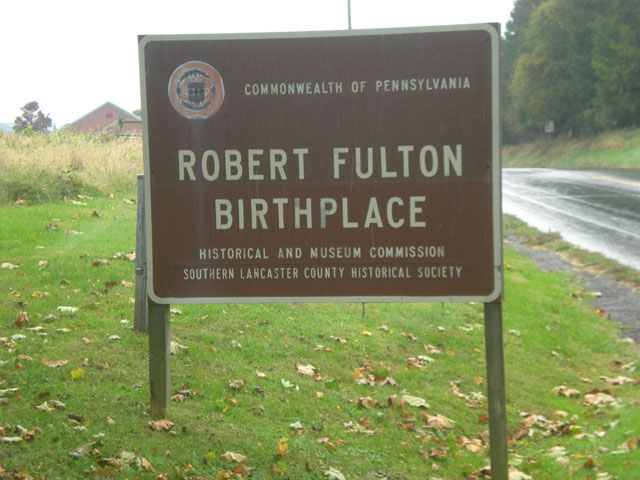 COMMONWEALTH OF PENNSYLVANIA
ROBERT FULTON
BIRTHPLACE
HISTORICAL AND MUSEUM COMMISSION
SOUTHERN LANCASTER COUNTY HISTORICAL SOCIETY